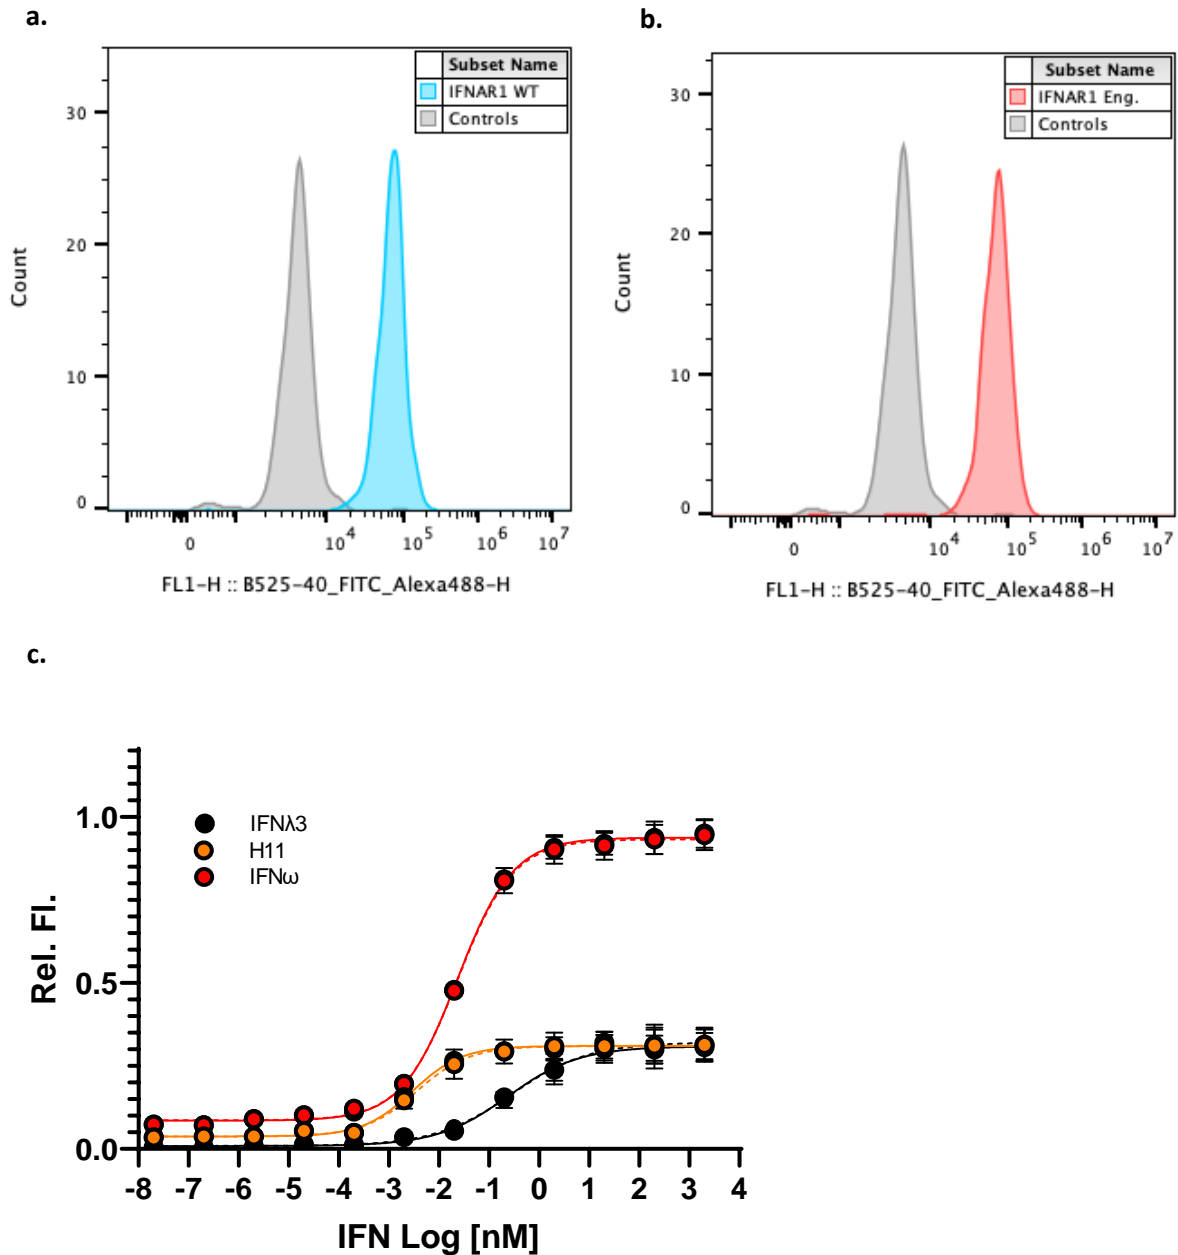 a.
Subset Name
IFNAR1 WT
Controls
30
20
10
0
Count
0 10^4 10^5 10^6 10^7
FL1-H :: B525-40_FITC_Alexa488-H
b.
Subset Name
IFNAR1 Eng.
Controls
30
20
10
0
Count
0 10^4 10^5 10^6 10^7
FL1-H :: B525-40_FITC_Alexa488-H
c.
IFNλ3
H11
IFNω
1.0
0.5
0.0
Rel. Fl.
-8 -7 -6 -5 -4 -3 -2 -1 0 1 2 3 4
IFN Log [nM]